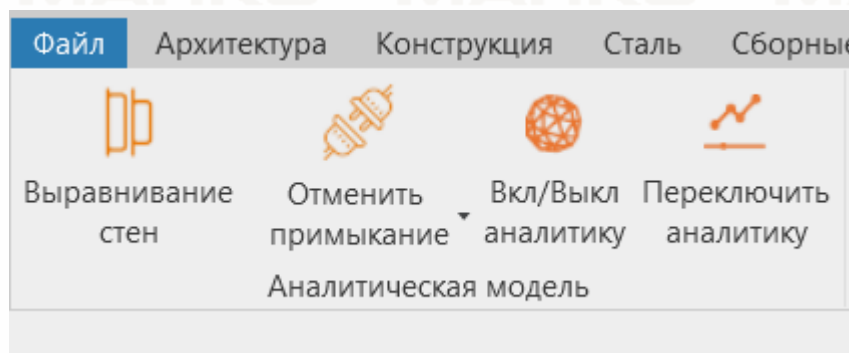 Файл Архитектура Конструкция Сталь Сборные
Выравнивание стен
Отменить примыкание
Вкл/Выкл аналитику
Переключить аналитику
Аналитическая модель